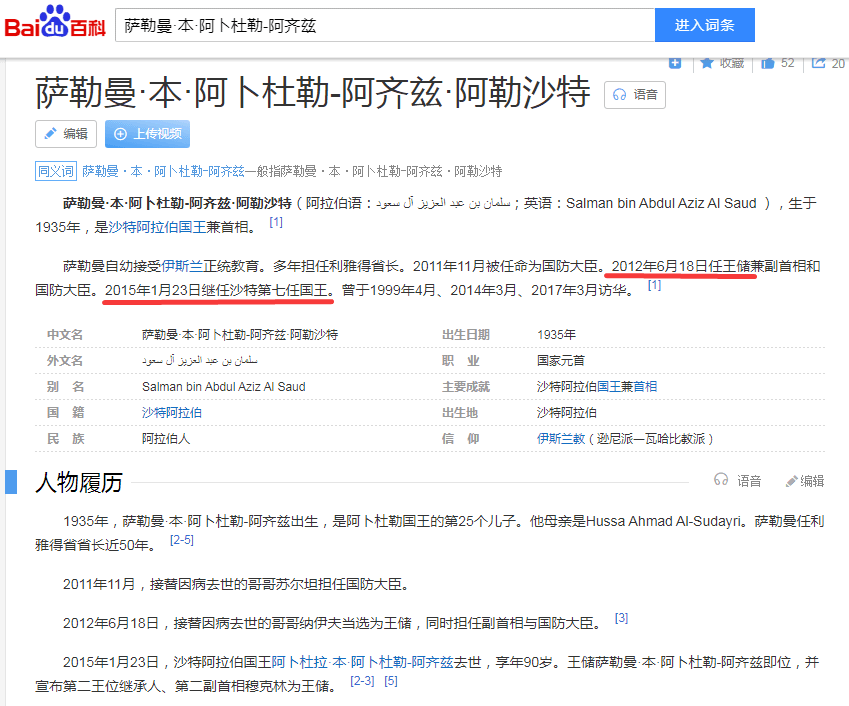 Bai du 百科 萨勒曼·本·阿卜杜勒-阿齐兹 进入词条
收藏 52 20
萨勒曼·本·阿卜杜勒-阿齐兹·阿勒沙特 语音
编辑 上传视频
同义词 萨勒曼·本·阿卜杜勒-阿齐兹一般指萨勒曼·本·阿卜杜勒-阿齐兹·阿勒沙特
萨勒曼·本·阿卜杜勒-阿齐兹·阿勒沙特（阿拉伯语：سلمان بن عبد العزيز آل سعود；英语：Salman bin Abdul Aziz Al Saud ），生于
1935年，是沙特阿拉伯国王兼首相。 [1]
萨勒曼自幼接受伊斯兰正统教育。多年担任利雅得省长。2011年11月被任命为国防大臣。2012年6月18日任王储兼副首相和
国防大臣。2015年1月23日继任沙特第七任国王。曾于1999年4月、2014年3月、2017年3月访华。 [1]
中文名 萨勒曼·本·阿卜杜勒-阿齐兹·阿勒沙特 出生日期 1935年
外文名 سلمان بن عبد العزيز آل سعود 职 业 国家元首
别 名 Salman bin Abdul Aziz Al Saud 主要成就 沙特阿拉伯国王兼首相
国 籍 沙特阿拉伯 出生地 沙特阿拉伯
民 族 阿拉伯人 信 仰 伊斯兰教（逊尼派—瓦哈比教派）
人物履历 语音 编辑
1935年，萨勒曼·本·阿卜杜勒-阿齐兹出生，是阿卜杜勒国王的第25个儿子。他母亲是Hussa Ahmad Al-Sudayri。萨勒曼任利
雅得省省长近50年。 [2-5]
2011年11月，接替因病去世的哥哥苏尔坦担任国防大臣。
2012年6月18日，接替因病去世的哥哥纳伊夫当选为王储，同时担任副首相与国防大臣。 [3]
2015年1月23日，沙特阿拉伯国王阿卜杜拉·本·阿卜杜勒-阿齐兹去世，享年90岁。王储萨勒曼·本·阿卜杜勒-阿齐兹即位，并
宣布第二王位继承人、第二副首相穆克林为王储。 [2-3] [5]